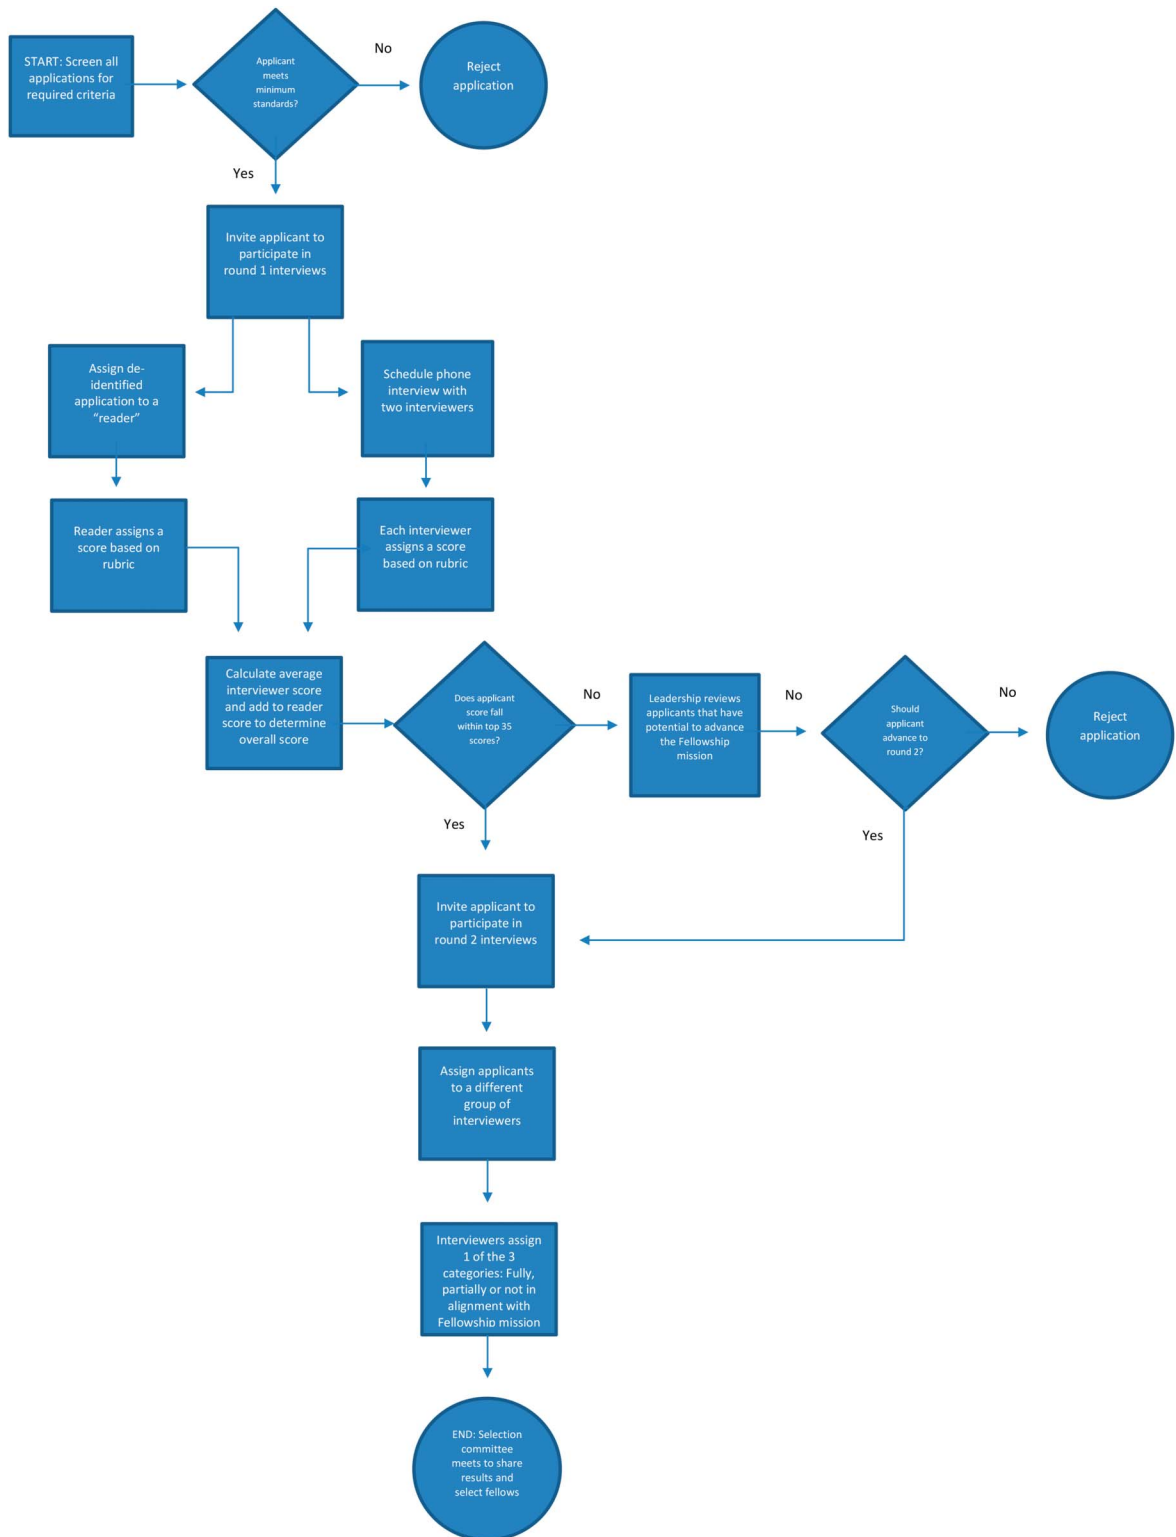 START: Screen all
applications for
required criteria
Applicant
meets
minimum
standards?
No
Reject
application
Yes
Invite applicant to
participate in
round 1 interviews
Assign de-
identified
application to a
“reader”
Schedule phone
interview with
two interviewers
Reader assigns a
score based on
rubric
Each interviewer
assigns a score
based on rubric
Calculate average
interviewer score
and add to reader
score to determine
overall score
Does applicant
score fall
within top 35
scores?
No
Leadership reviews
applicants that have
potential to advance
the Fellowship
mission
No
Should
applicant
advance to
round 2?
No
Reject
application
Yes
Yes
Invite applicant to
participate in
round 2 interviews
Assign applicants
to a different
group of
interviewers
Interviewers assign
1 of the 3
categories: Fully,
partially or not in
alignment with
Fellowship mission
END: Selection
committee
meets to share
results and
select fellows